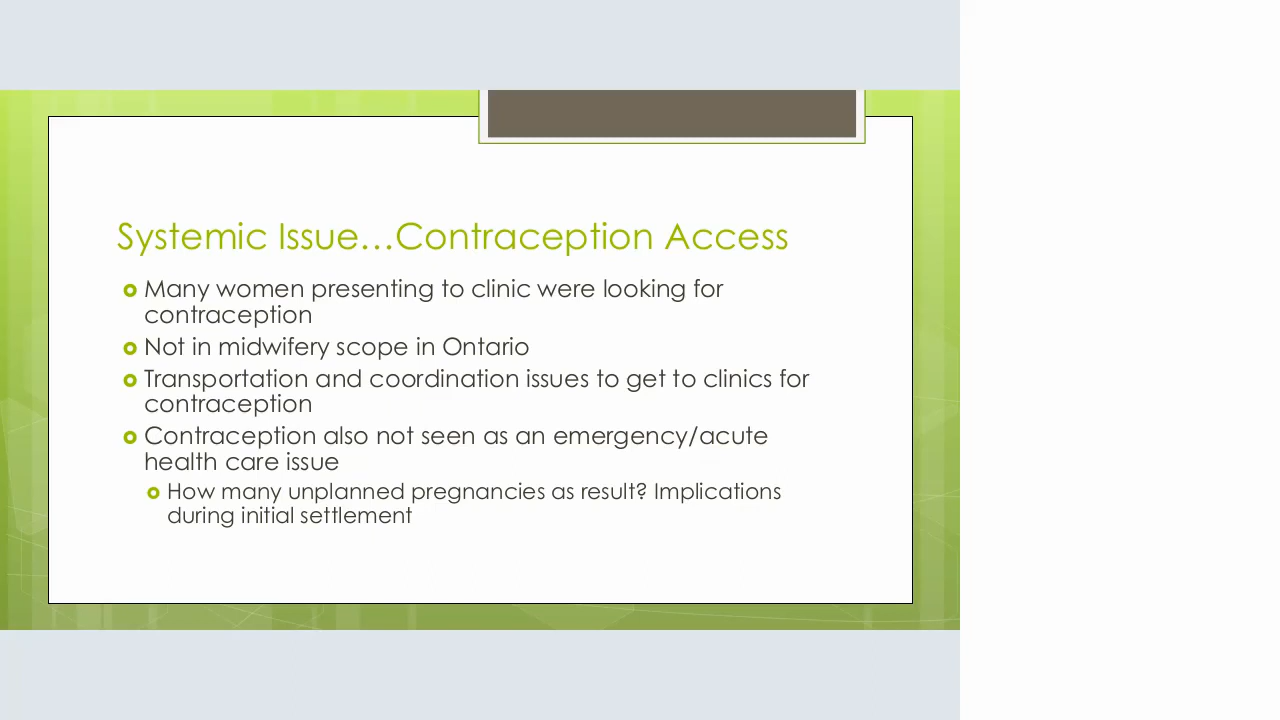 Systemic Issue…Contraception Access
Many women presenting to clinic were looking for
contraception
Not in midwifery scope in Ontario
Transportation and coordination issues to get to clinics for
contraception
Contraception also not seen as an emergency/acute
health care issue
How many unplanned pregnancies as result? Implications
during initial settlement